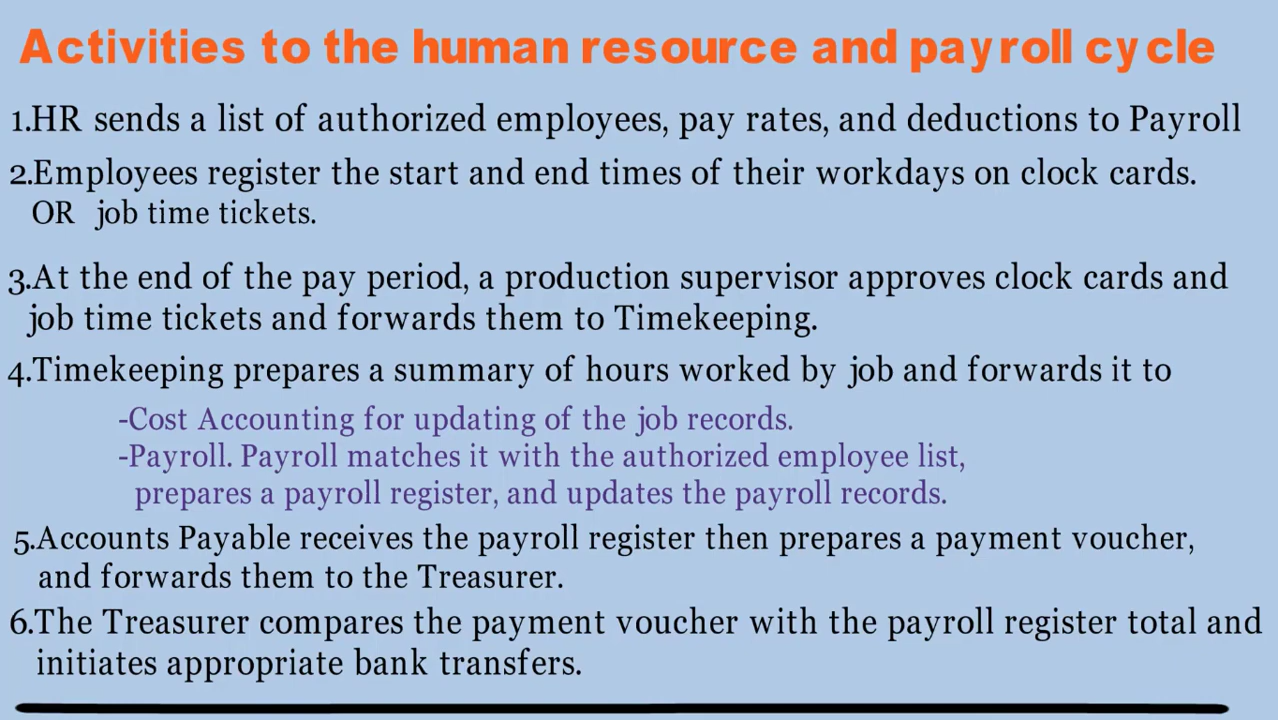 Activities to the human resource and payroll cycle
1.HR sends a list of authorized employees, pay rates, and deductions to Payroll
2.Employees register the start and end times of their workdays on clock cards.
OR job time tickets.
3.At the end of the pay period, a production supervisor approves clock cards and
job time tickets and forwards them to Timekeeping.
4.Timekeeping prepares a summary of hours worked by job and forwards it to
-Cost Accounting for updating of the job records.
-Payroll. Payroll matches it with the authorized employee list,
prepares a payroll register, and updates the payroll records.
5.Accounts Payable receives the payroll register then prepares a payment voucher,
and forwards them to the Treasurer.
6.The Treasurer compares the payment voucher with the payroll register total and
initiates appropriate bank transfers.